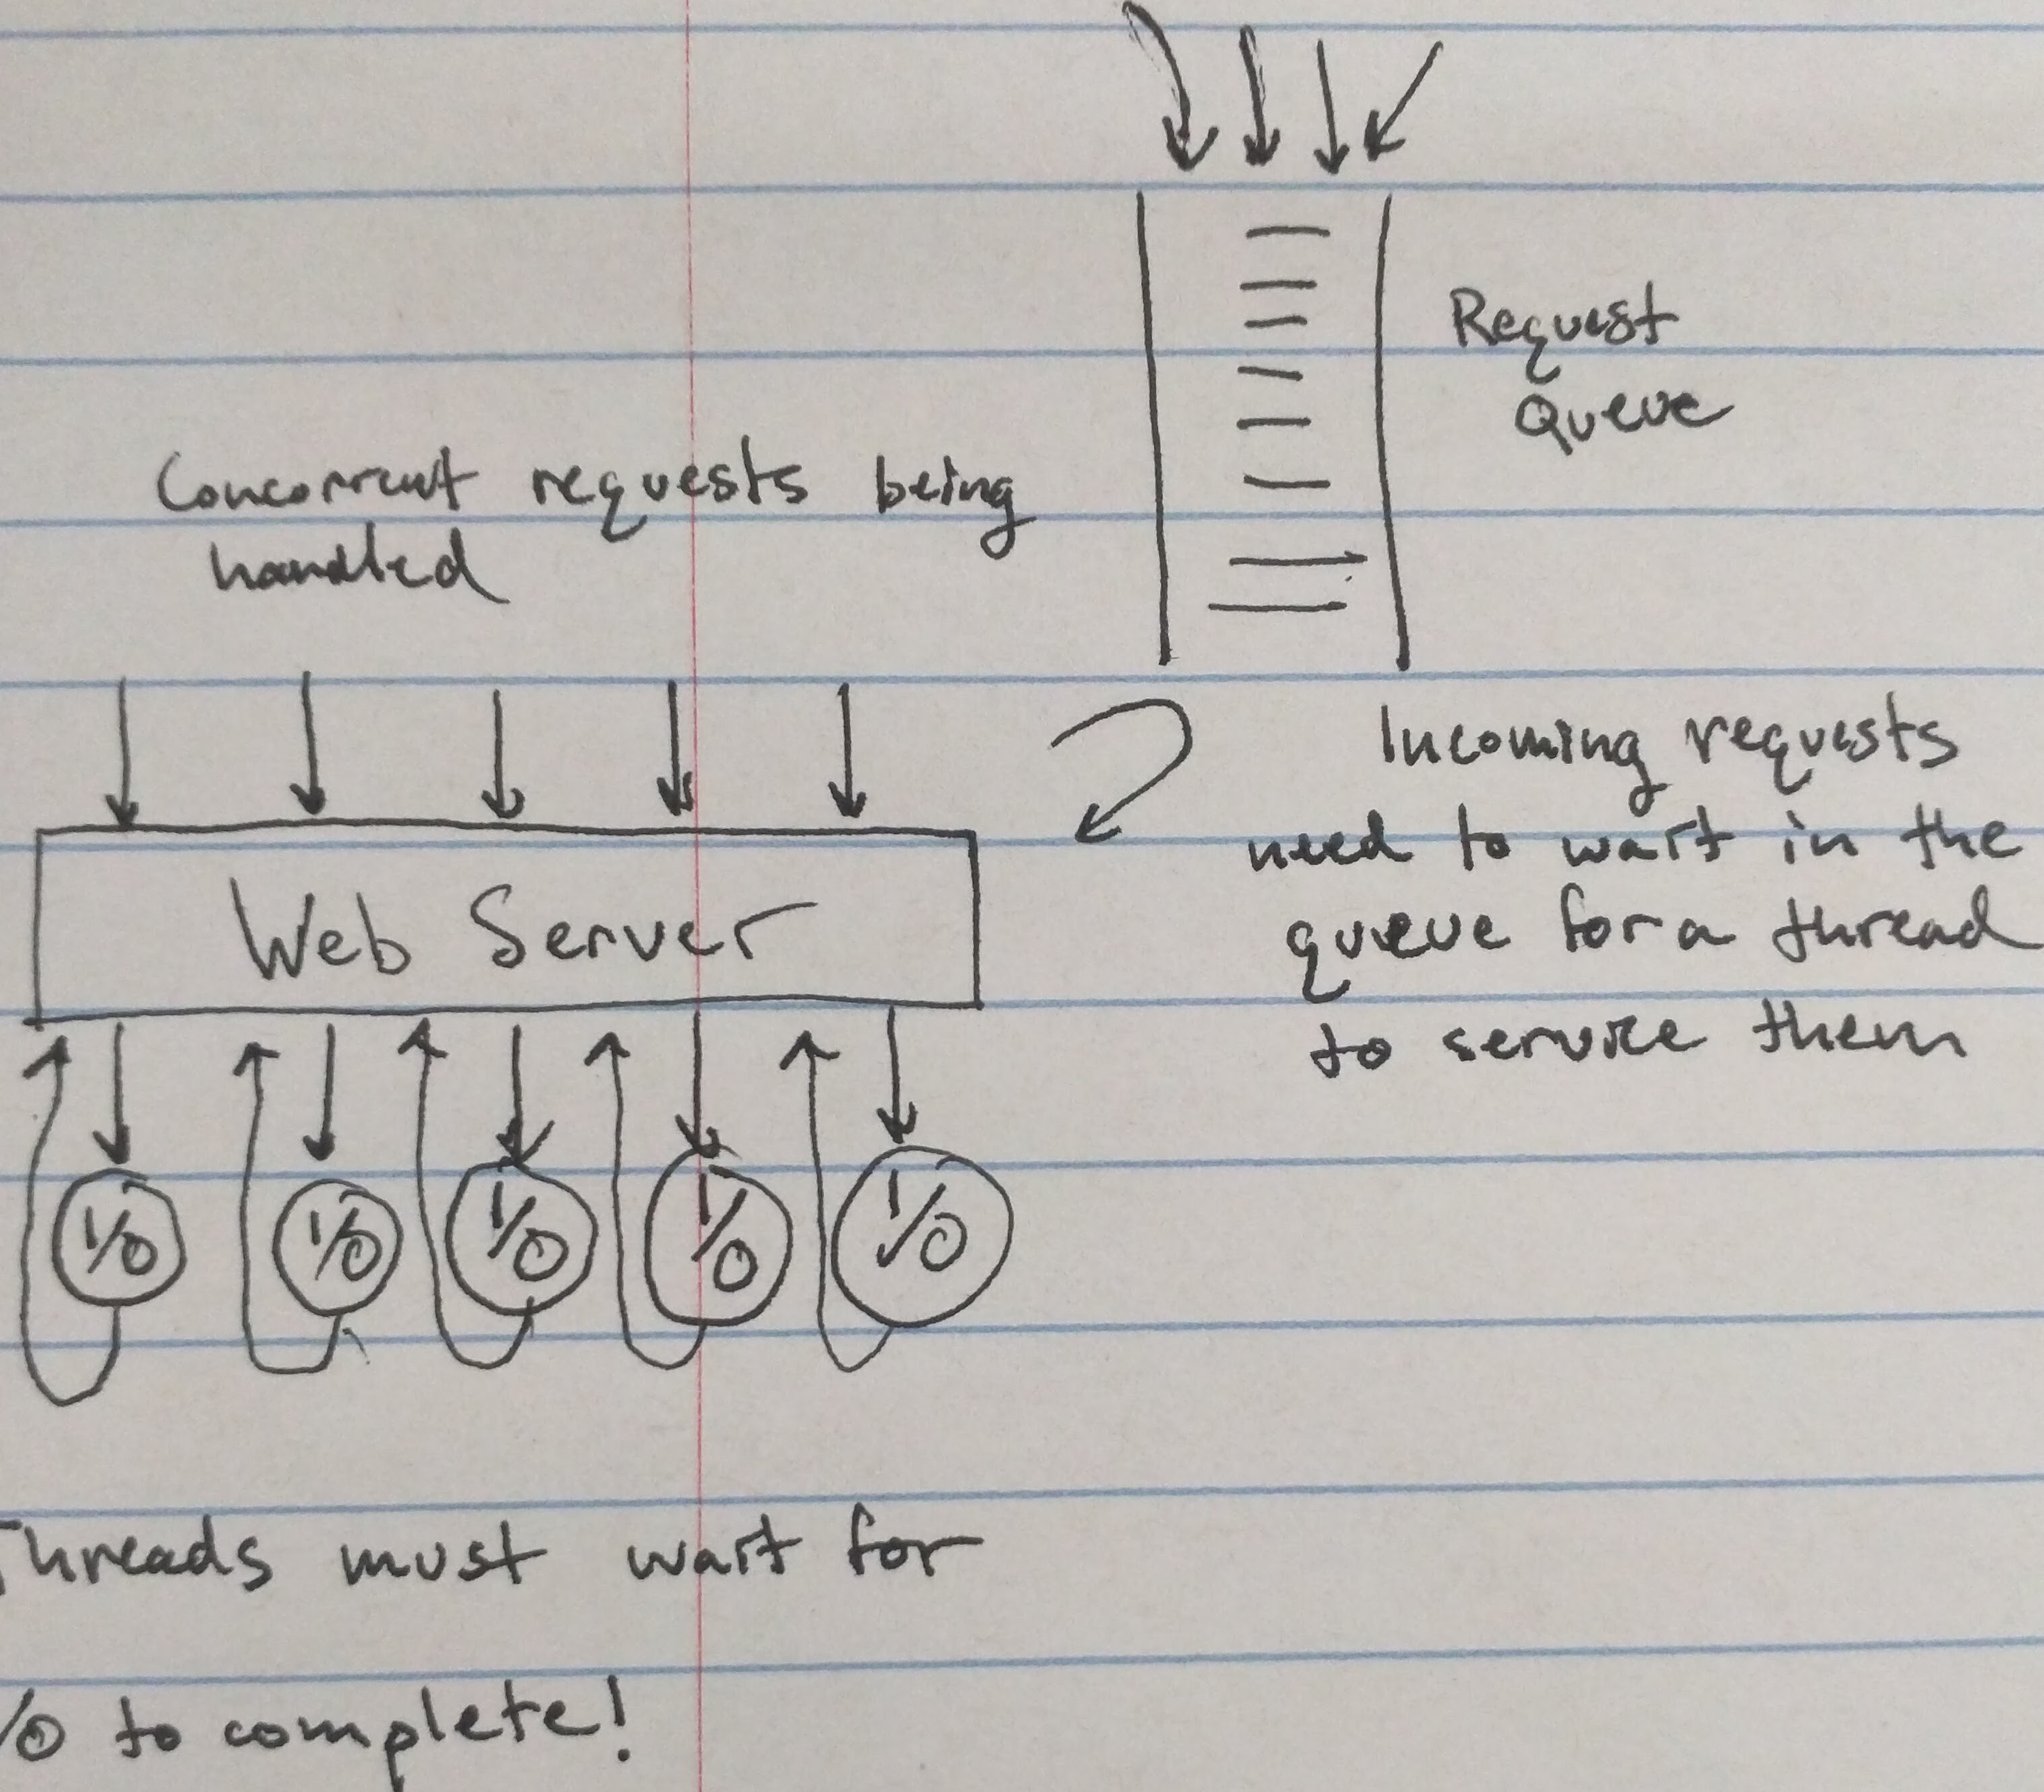 Request
Queue
Concurrent requests being
handled
Incoming requests
need to wait in the
queue for a thread
to service them
Web Server
I/O I/O I/O I/O I/O
Threads must wait for
/O to complete!